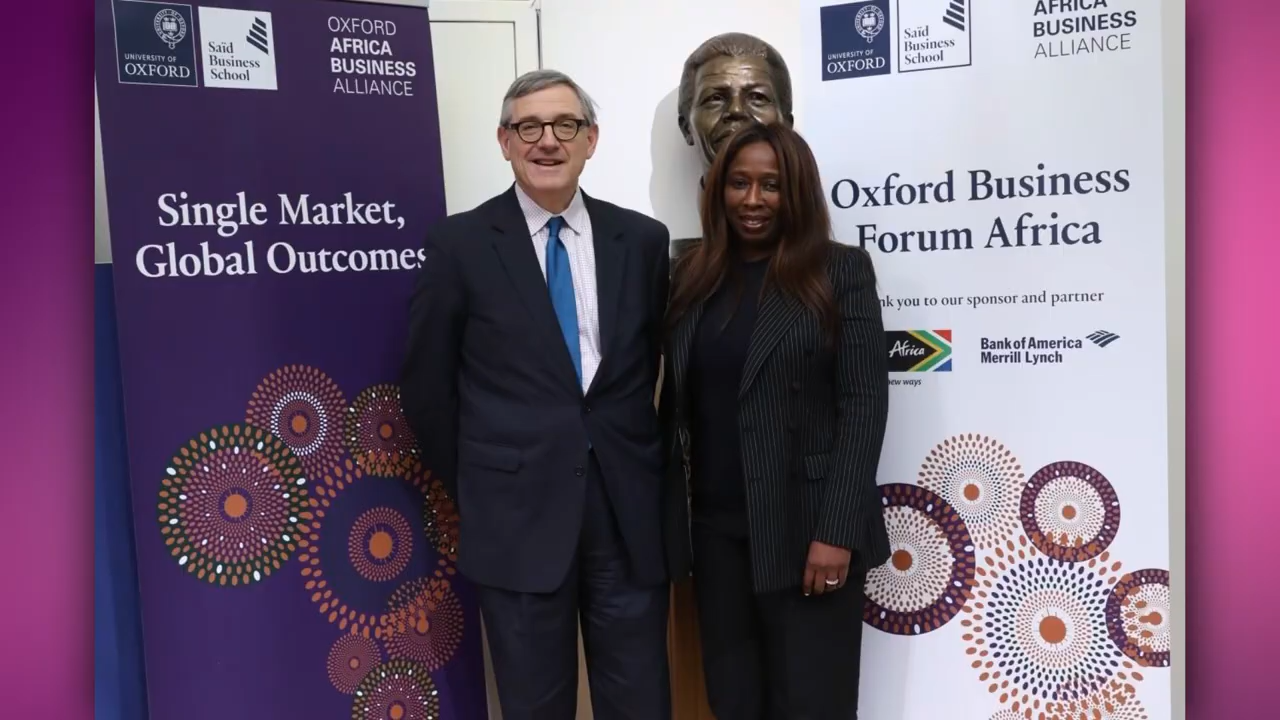 UNIVERSITY OF
OXFORD
Saïd
Business
School
OXFORD
AFRICA
BUSINESS
ALLIANCE
Single Market,
Global Outcomes
UNIVERSITY OF
OXFORD
Saïd
Business
School
AFRICA
BUSINESS
ALLIANCE
Oxford Business
Forum Africa
you to our sponsor and partner
Africa
Bank of America
Merrill Lynch
new ways